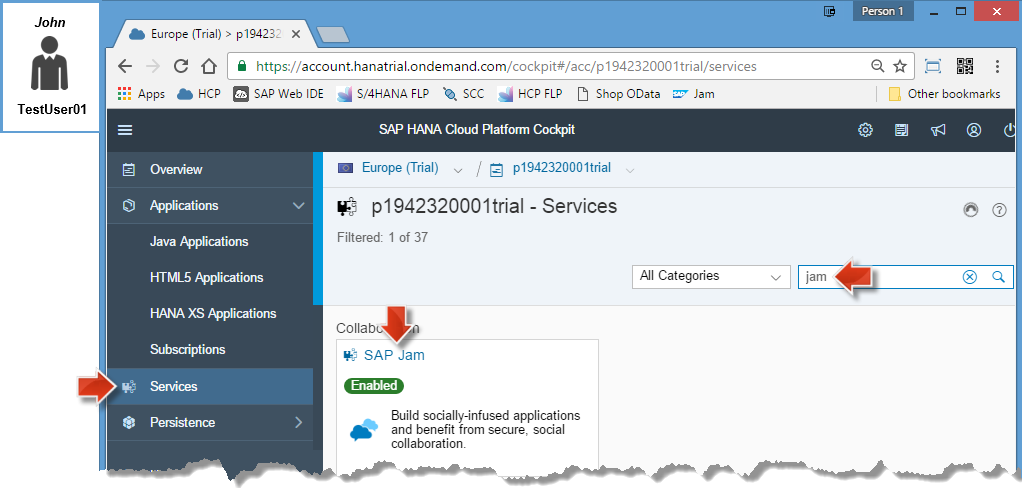 John
TestUser01
Person 1
Europe (Trial) > p1942320
https://account.hanatrial.ondemand.com/cockpit#/acc/p1942320001trial/services
Apps
HCP
SAP Web IDE
S/4HANA FLP
SCC
HCP FLP
Shop OData
Jam
Other bookmarks
SAP HANA Cloud Platform Cockpit
Overview
Applications
Java Applications
HTML5 Applications
HANA XS Applications
Subscriptions
Services
Persistence
Europe (Trial) / p1942320001trial
p1942320001trial - Services
Filtered: 1 of 37
All Categories
jam
Collaboration
SAP Jam
Enabled
Build socially-infused applications
and benefit from secure, social
collaboration.